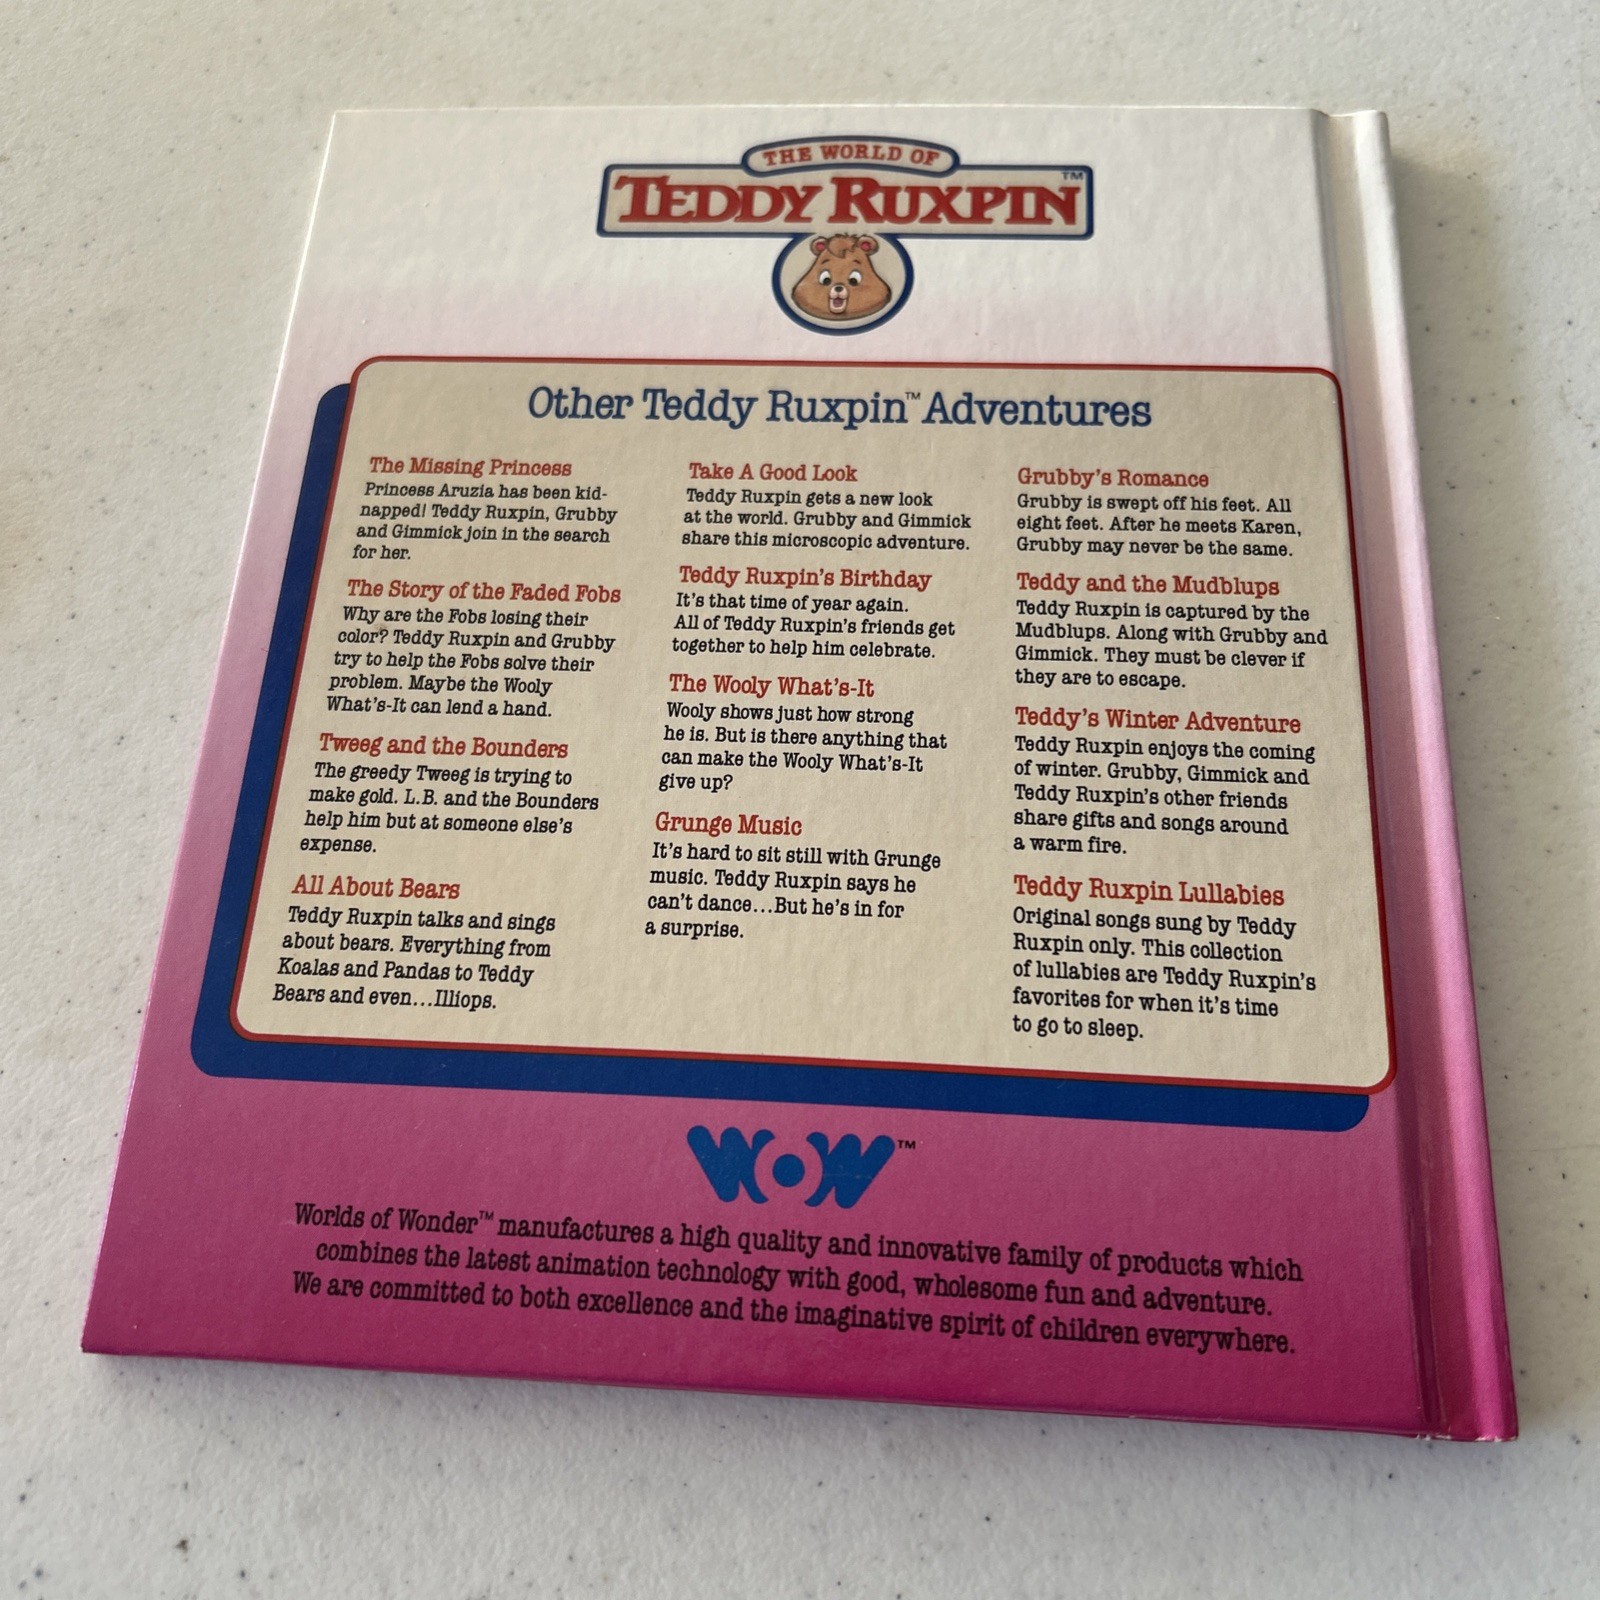 THE WORLD OF
TEDDY RUXPIN™
Other Teddy Ruxpin™ Adventures
The Missing Princess
Princess Aruzia has been kid-
napped! Teddy Ruxpin, Grubby
and Gimmick join in the search
for her.
The Story of the Faded Fobs
Why are the Fobs losing their
color? Teddy Ruxpin and Grubby
try to help the Fobs solve their
problem. Maybe the Wooly
What's-It can lend a hand.
Tweeg and the Bounders
The greedy Tweeg is trying to
make gold. L.B. and the Bounders
help him but at someone else's
expense.
All About Bears
Teddy Ruxpin talks and sings
about bears. Everything from
Koalas and Pandas to Teddy
Bears and even...Illiops.
Take A Good Look
Teddy Ruxpin gets a new look
at the world. Grubby and Gimmick
share this microscopic adventure.
Teddy Ruxpin's Birthday
It's that time of year again.
All of Teddy Ruxpin's friends get
together to help him celebrate.
The Wooly What's-It
Wooly shows just how strong
he is. But is there anything that
can make the Wooly What's-It
give up?
Grunge Music
It's hard to sit still with Grunge
music. Teddy Ruxpin says he
can't dance...But he's in for
a surprise.
Grubby's Romance
Grubby is swept off his feet. All
eight feet. After he meets Karen,
Grubby may never be the same.
Teddy and the Mudblups
Teddy Ruxpin is captured by the
Mudblups. Along with Grubby and
Gimmick. They must be clever if
they are to escape.
Teddy's Winter Adventure
Teddy Ruxpin enjoys the coming
of winter. Grubby, Gimmick and
Teddy Ruxpin's other friends
share gifts and songs around
a warm fire.
Teddy Ruxpin Lullabies
Original songs sung by Teddy
Ruxpin only. This collection
of lullabies are Teddy Ruxpin's
favorites for when it's time
to go to sleep.
WOW™
Worlds of Wonder™ manufactures a high quality and innovative family of products which
combines the latest animation technology with good, wholesome fun and adventure.
We are committed to both excellence and the imaginative spirit of children everywhere.